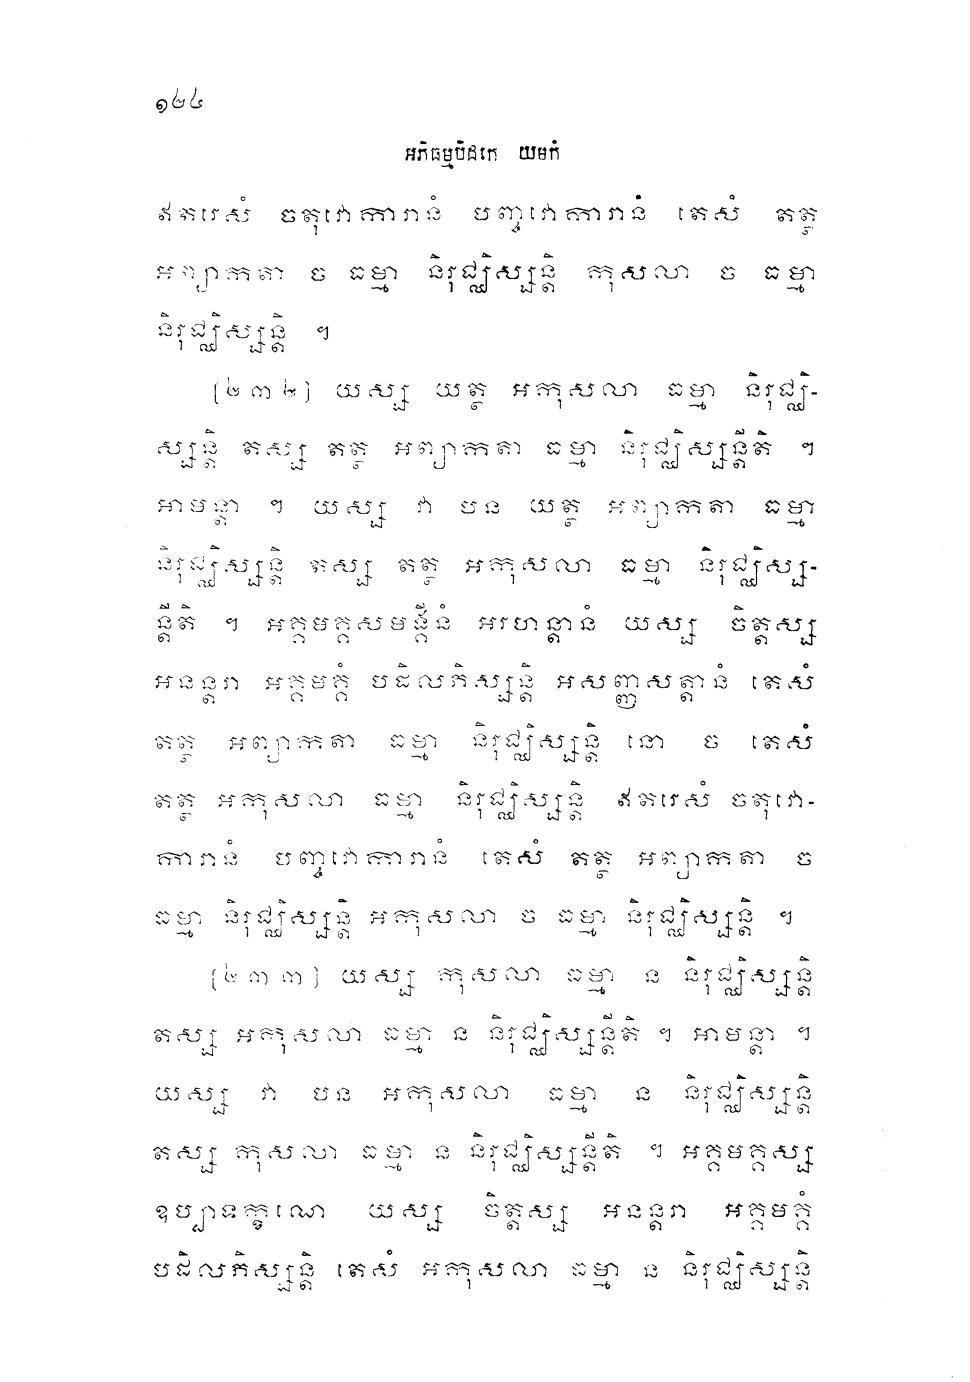 ១២៤
អភិធម្មបិដកេ យមកំ
ឥតរេសំ ចតុវោការានំ បញ្ចវោការានំ តេសំ តត្ថ
អព្យាកតា ច ធម្មា និរុជ្ឈិស្សន្តិ កុសលា ច ធម្មា
និរុជ្ឈិស្សន្តិ ។
[២៣២] យស្ស យត្ថ អកុសលា ធម្មា និរុជ្ឈិ-
ស្សន្តិ តស្ស តត្ថ អព្យាកតា ធម្មា និរុជ្ឈិស្សន្តីតិ ។
អាមន្តា ។ យស្ស វា បន យត្ថ អព្យាកតា ធម្មា
និរុជ្ឈិស្សន្តិ តស្ស តត្ថ អកុសលា ធម្មា និរុជ្ឈិស្ស-
ន្តីតិ ។ អគ្គមគ្គសមង្គីនំ អរហន្តានំ យស្ស ចិត្តស្ស
អនន្តរា អគ្គមគ្គំ បដិលភិស្សន្តិ អសញ្ញសត្តានំ តេសំ
តត្ថ អព្យាកតា ធម្មា និរុជ្ឈិស្សន្តិ នោ ច តេសំ
តត្ថ អកុសលា ធម្មា និរុជ្ឈិស្សន្តិ ឥតរេសំ ចតុវោ-
ការានំ បញ្ចវោការានំ តេសំ តត្ថ អព្យាកតា ច
ធម្មា និរុជ្ឈិស្សន្តិ អកុសលា ច ធម្មា និរុជ្ឈិស្សន្តិ ។
[២៣៣] យស្ស កុសលា ធម្មា ន និរុជ្ឈិស្សន្តិ
តស្ស អកុសលា ធម្មា ន និរុជ្ឈិស្សន្តីតិ ។ អាមន្តា ។
យស្ស វា បន អកុសលា ធម្មា ន និរុជ្ឈិស្សន្តិ
តស្ស កុសលា ធម្មា ន និរុជ្ឈិស្សន្តីតិ ។ អគ្គមគ្គស្ស
ឧប្បាទក្ខណេ យស្ស ចិត្តស្ស អនន្តរា អគ្គមគ្គំ
បដិលភិស្សន្តិ តេសំ អកុសលា ធម្មា ន និរុជ្ឈិស្សន្តិ